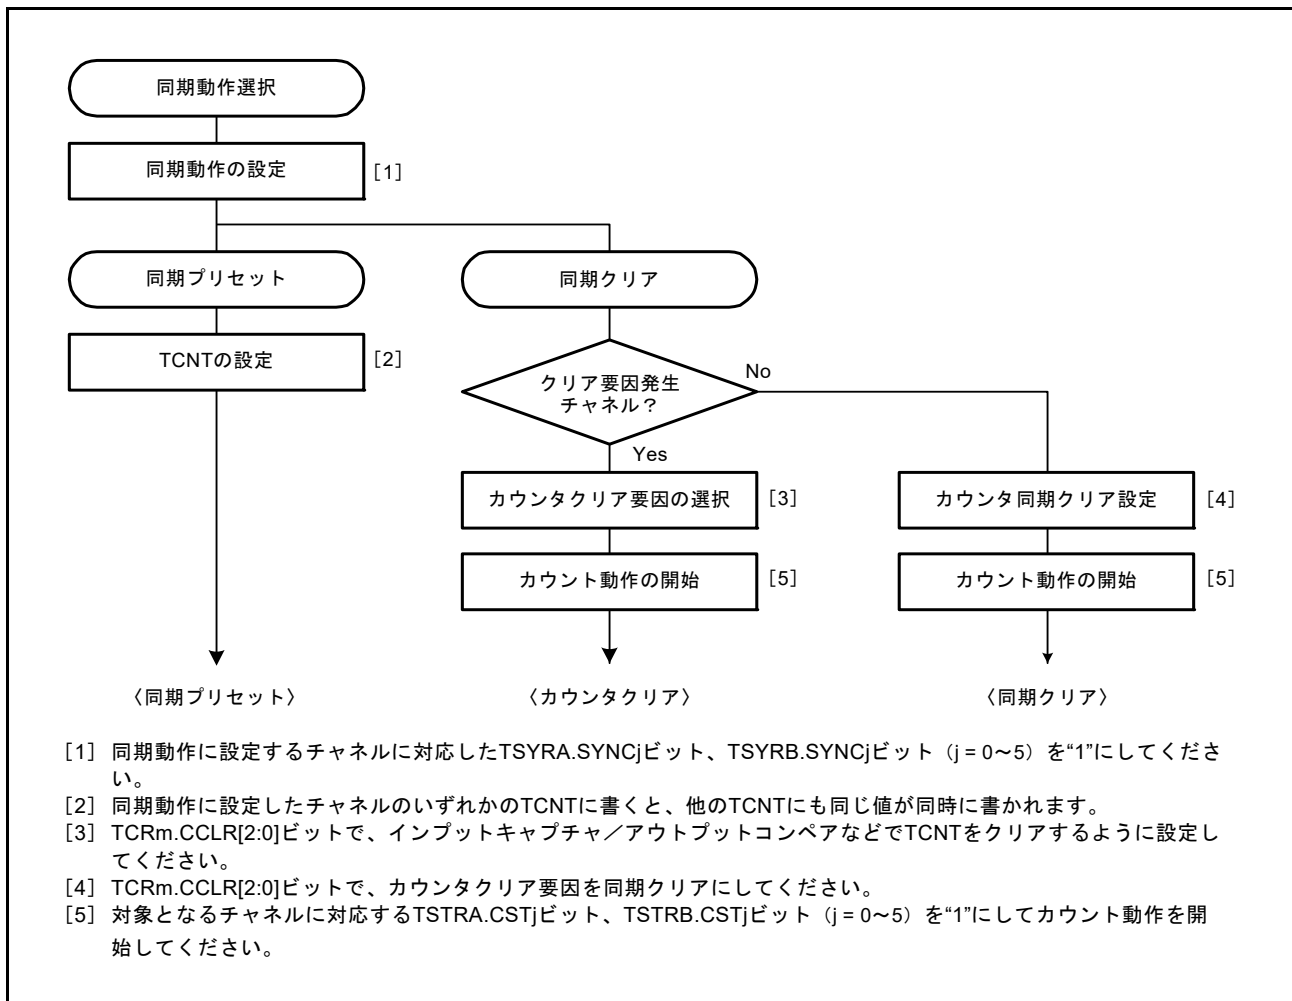 同期動作選択
同期動作の設定 [1]
同期プリセット
同期クリア
TCNTの設定 [2]
クリア要因発生
チャネル？
No
Yes
カウンタクリア要因の選択 [3]
カウンタ同期クリア設定 [4]
カウント動作の開始 [5]
カウント動作の開始 [5]
〈同期プリセット〉
〈カウンタクリア〉
〈同期クリア〉
[1] 同期動作に設定するチャネルに対応したTSYRA.SYNCjビット、TSYRB.SYNCjビット（j = 0～5）を“1”にしてくださ
い。
[2] 同期動作に設定したチャネルのいずれかのTCNTに書くと、他のTCNTにも同じ値が同時に書かれます。
[3] TCRm.CCLR[2:0]ビットで、インプットキャプチャ／アウトプットコンペアなどでTCNTをクリアするように設定し
てください。
[4] TCRm.CCLR[2:0]ビットで、カウンタクリア要因を同期クリアにしてください。
[5] 対象となるチャネルに対応するTSTRA.CSTjビット、TSTRB.CSTjビット（j = 0～5）を“1”にしてカウント動作を開
始してください。